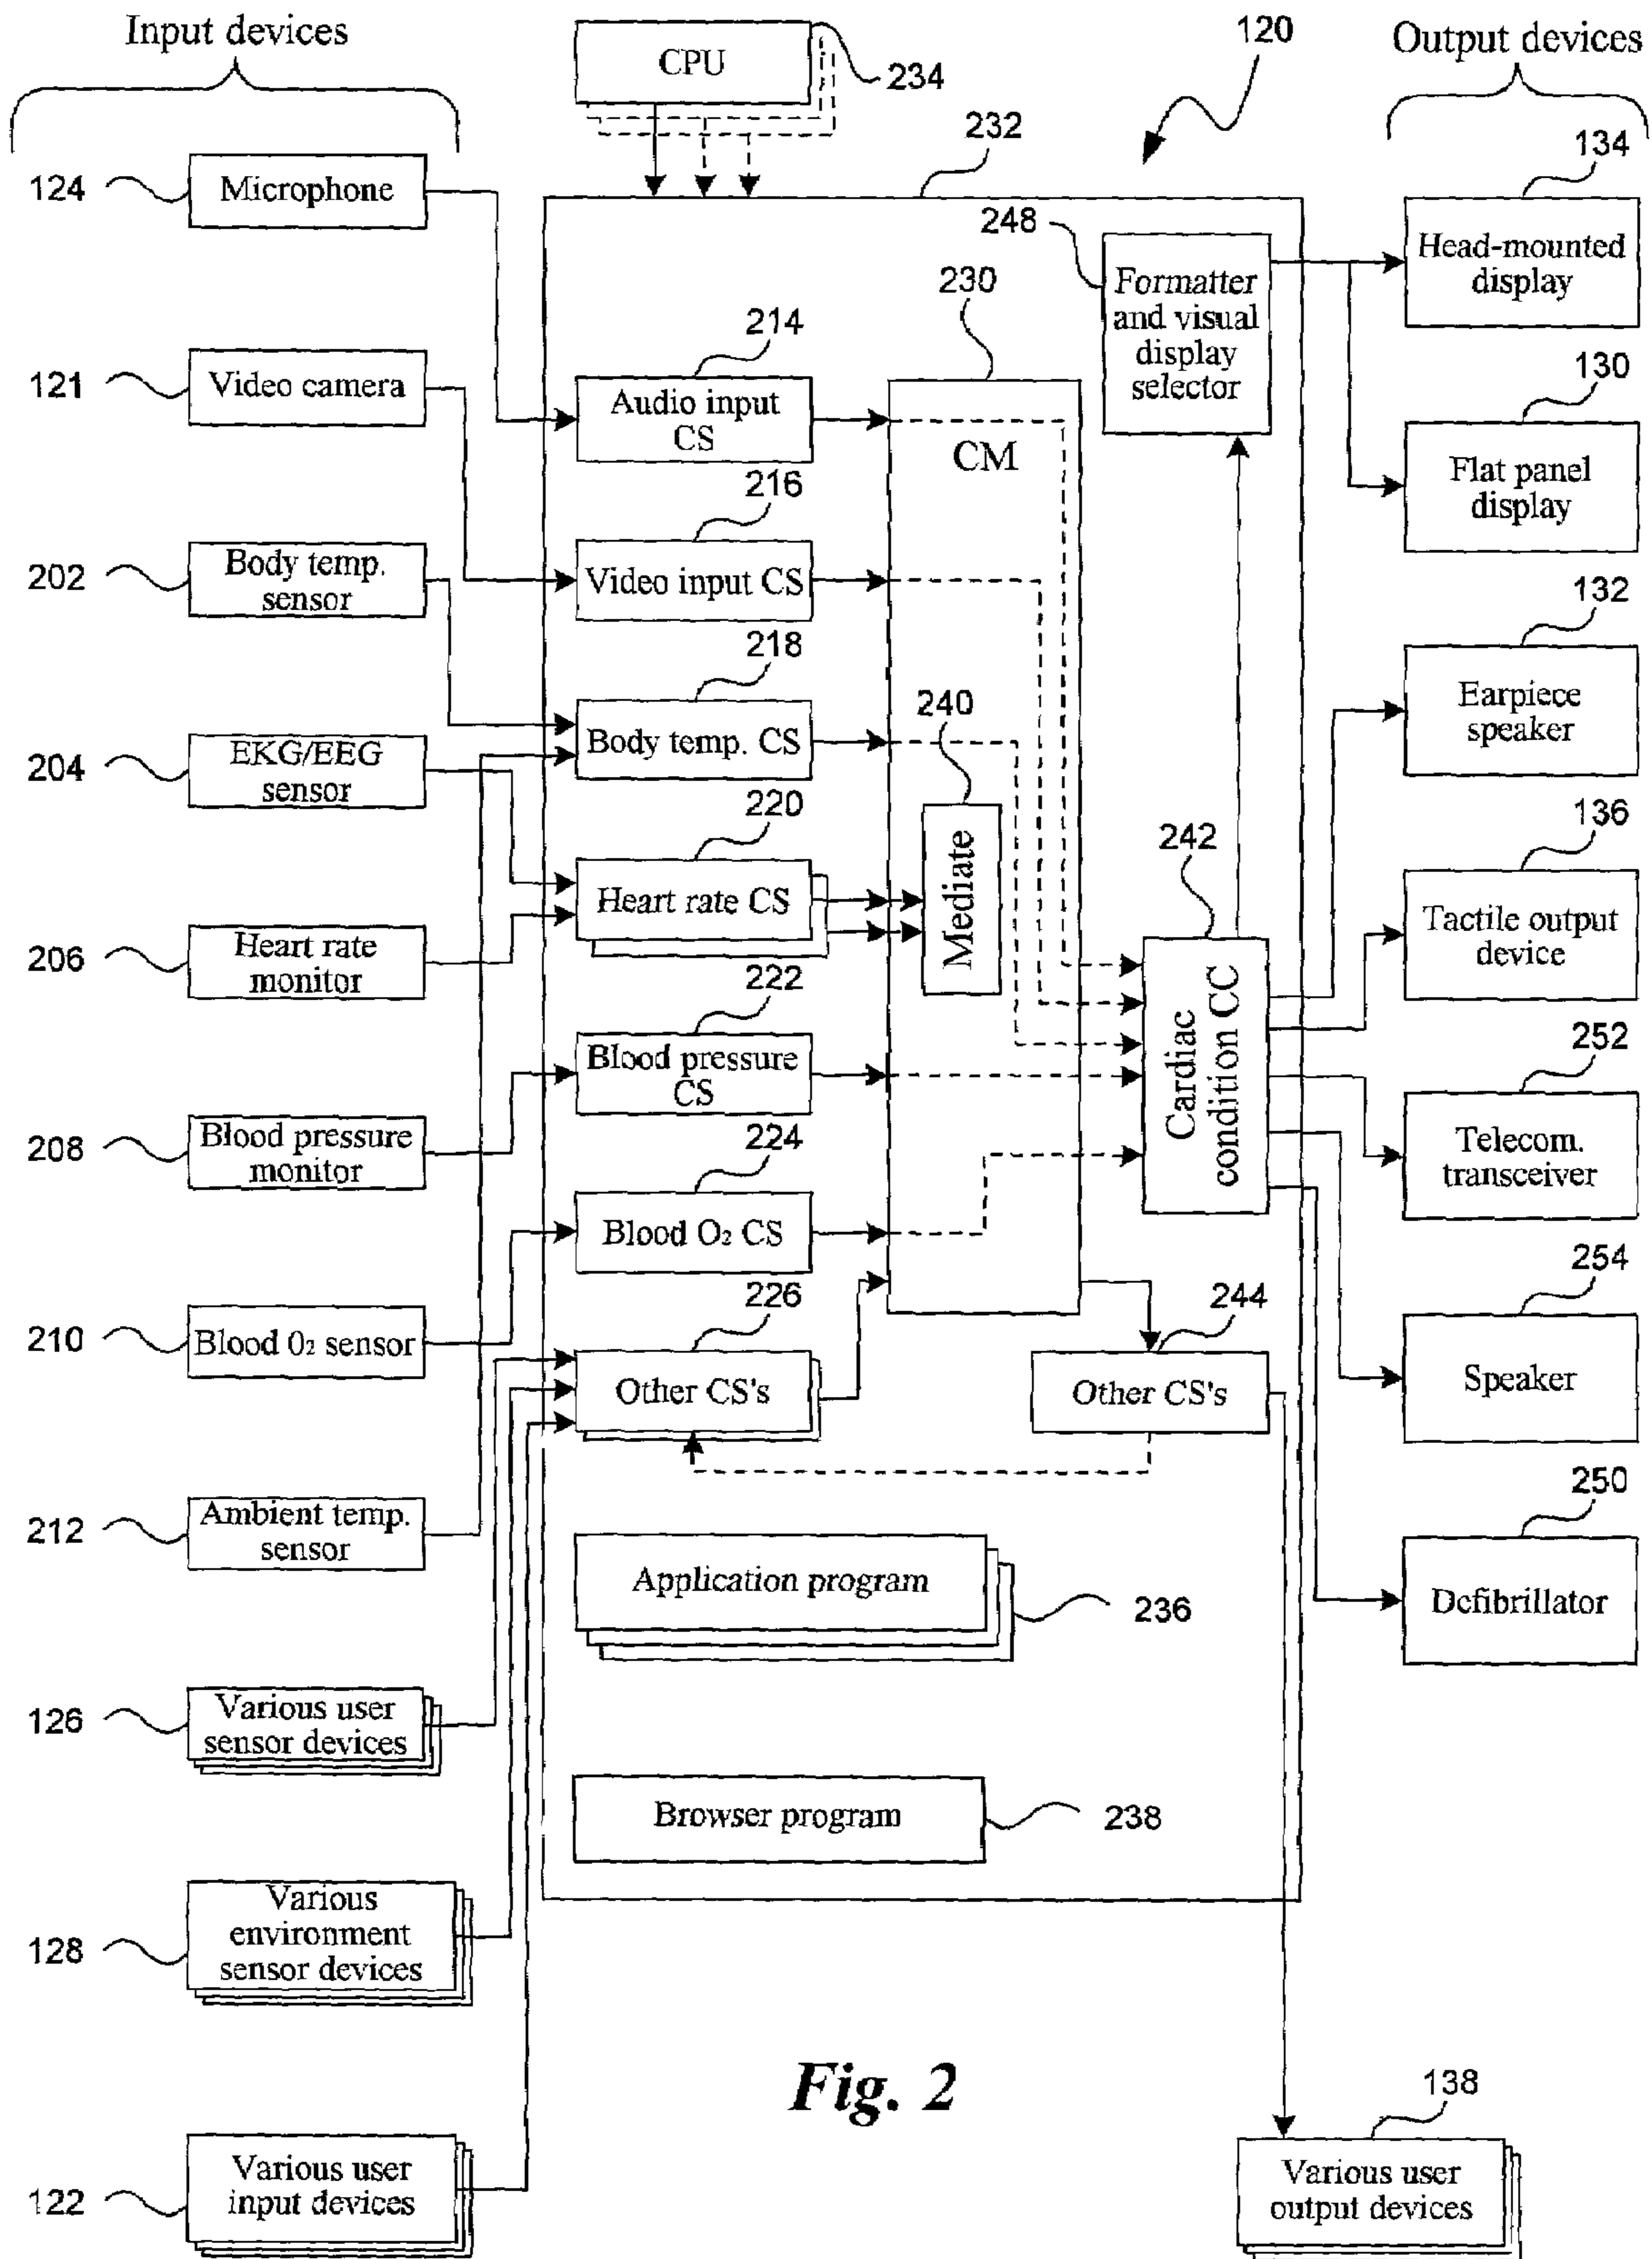 Input devices
CPU
234
120
Output devices
232
134
124
Microphone
248
Head-mounted
display
Formatter
and visual
display
selector
230
214
121
Video camera
Audio input
CS
CM
130
Flat panel
display
216
202
Body temp.
sensor
Video input CS
132
218
240
Earpiece
speaker
204
EKG/EEG
sensor
Body temp. CS
220
242
136
Heart rate CS
Mediate
Tactile output
device
206
Heart rate
monitor
222
252
Blood pressure
CS
Cardiac
condition CC
208
Blood pressure
monitor
224
Telecom.
transceiver
Blood O₂ CS
254
226
244
210
Blood O₂ sensor
Other CS's
Other CS's
Speaker
250
212
Ambient temp.
sensor
Application program
236
Defibrillator
126
Various user
sensor devices
Browser program
238
128
Various
environment
sensor devices
Fig. 2
138
122
Various user
input devices
Various user
output devices